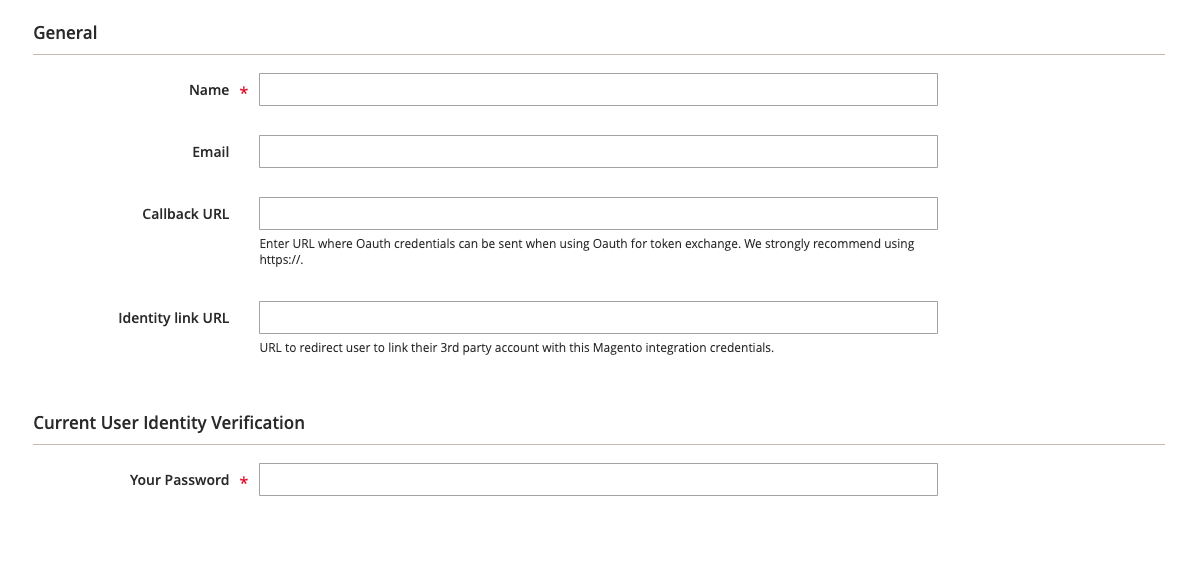 General
Name *
Email
Callback URL
Enter URL where Oauth credentials can be sent when using Oauth for token exchange. We strongly recommend using
https://.
Identity link URL
URL to redirect user to link their 3rd party account with this Magento integration credentials.
Current User Identity Verification
Your Password *